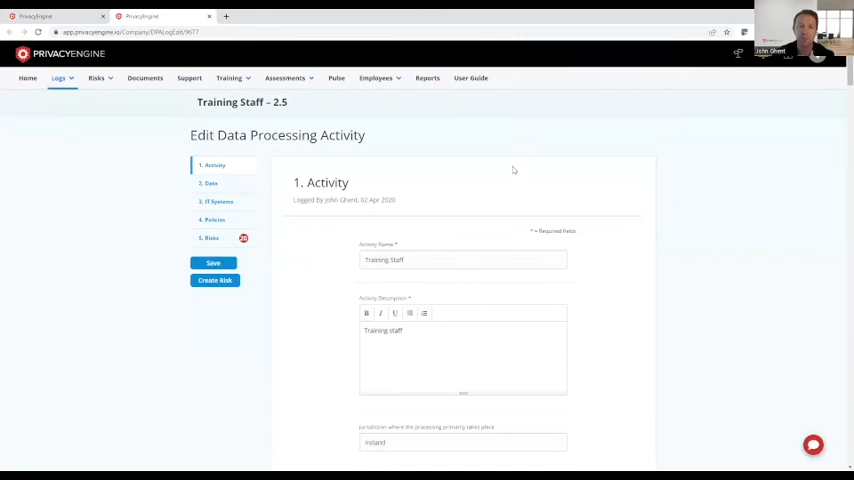 PrivacyEngine
PrivacyEngine
app.privacyengine.io/Company/DPALogEdit/9677
John Ghent
PRIVACYENGINE
Home Logs Risks Documents Support Training Assessments Pulse Employees Reports User Guide
Training Staff – 2.5
Edit Data Processing Activity
1. Activity
2. Data
3. IT Systems
4. Policies
5. Risks 20
Save
Create Risk
1. Activity
Logged By John Ghent, 02 Apr 2020
* = Required fields
Activity Name *
Training Staff
Activity Description *
B I U
Training staff
Jurisdiction where the processing primarily takes place
Ireland